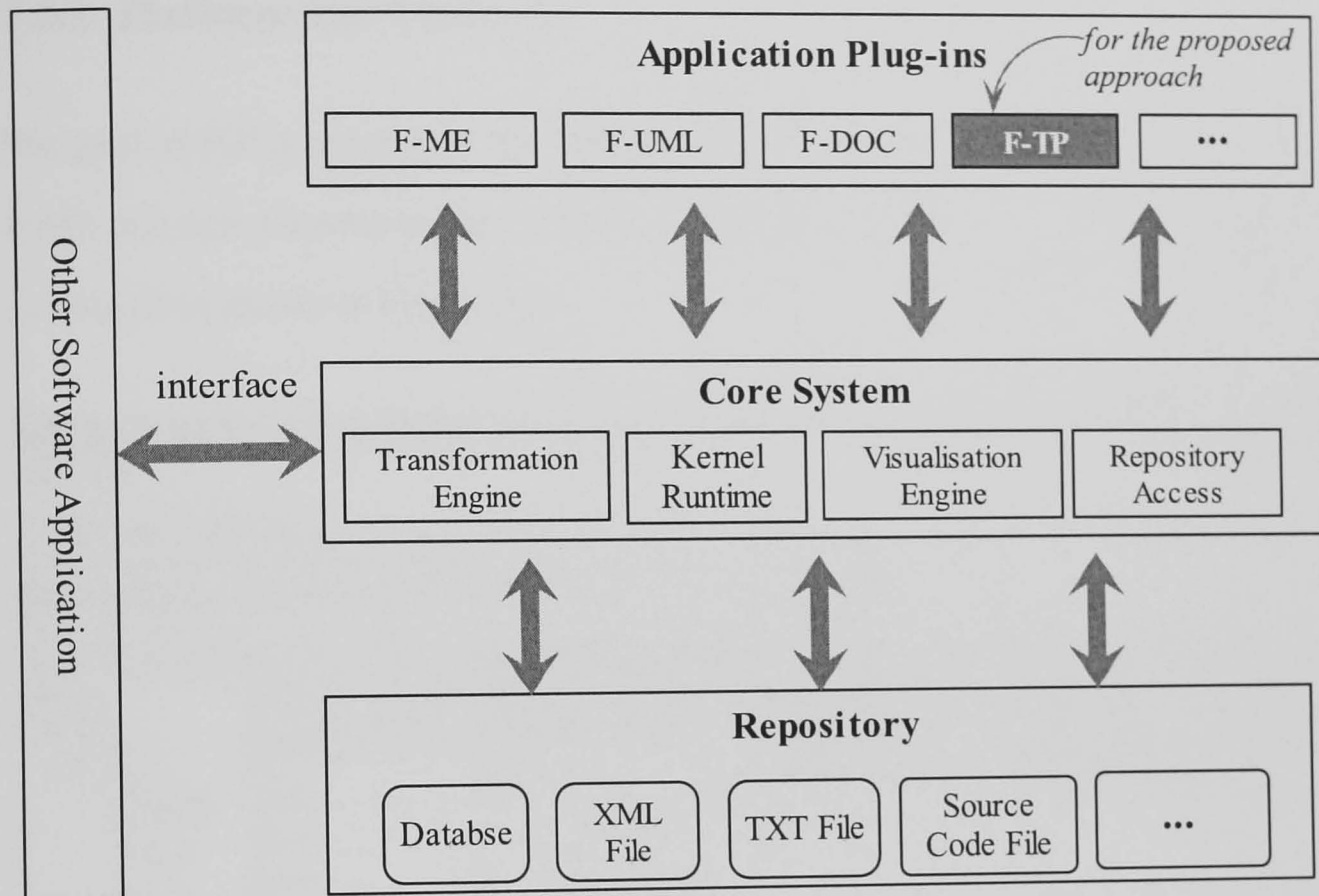 Application Plug-ins
for the proposed
approach
F-ME
F-UML
F-DOC
F-TP
...
Other Software Application
interface
Core System
Transformation
Engine
Kernel
Runtime
Visualisation
Engine
Repository
Access
Repository
Databse
XML
File
TXT File
Source
Code File
...